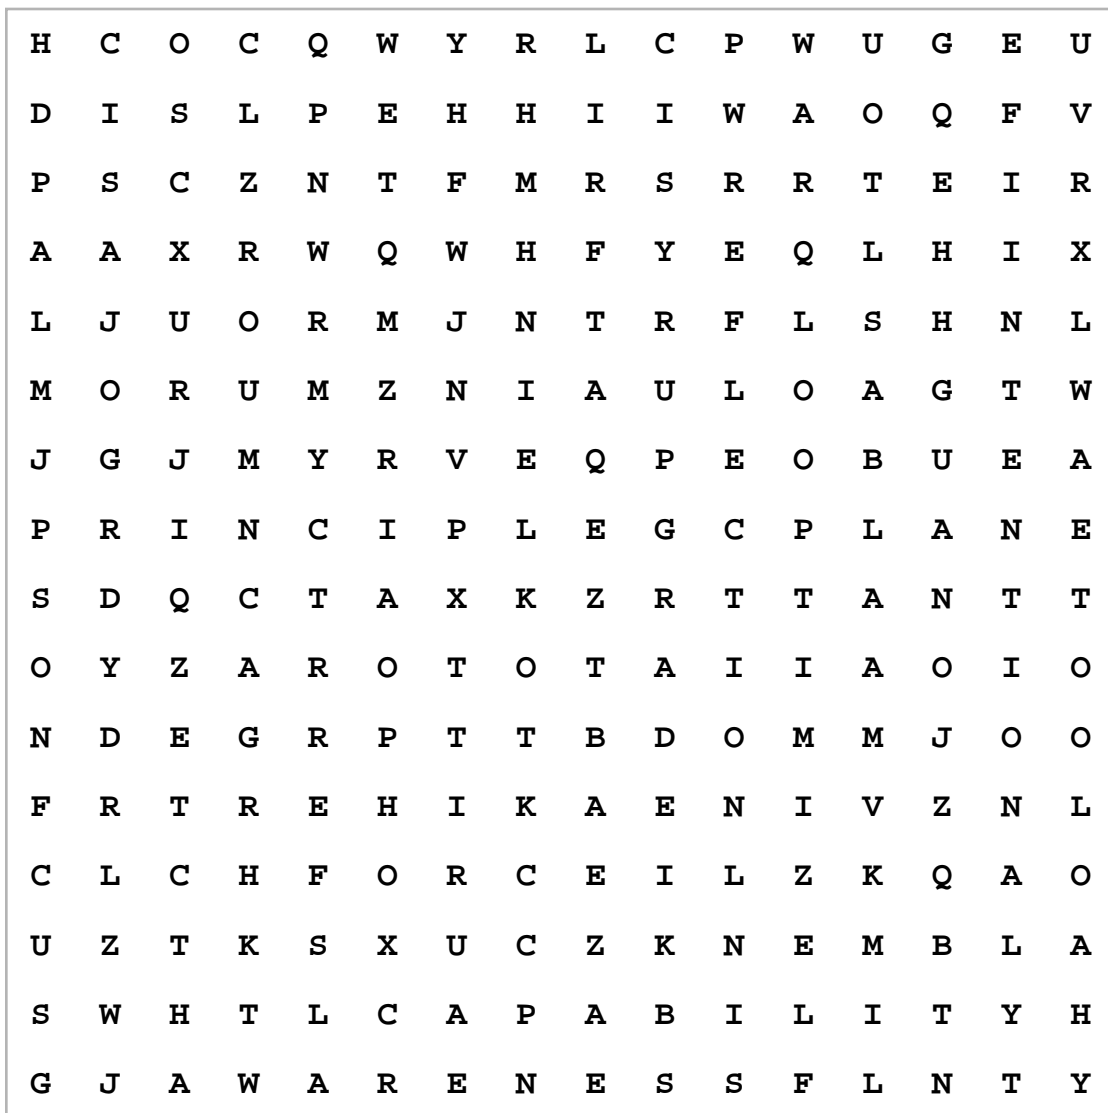 H C O C Q W Y R L C P W U G E U
D I S L P E H H I I W A O Q F V
P S C Z N T F M R S R R T E I R
A A X R W Q W H F Y E Q L H I X
L J U O R M J N T R F L S H N L
M O R U M Z N I A U L O A G T W
J G J M Y R V E Q P E O B U E A
P R I N C I P L E G C P L A N E
S D Q C T A X K Z R T T A N T T
O Y Z A R O T O T A I I A O I O
N D E G R P T T B D O M M J O O
F R T R E H I K A E N I V Z N L
C L C H F O R C E I L Z K Q A O
U Z T K S X U C Z K N E M B L A
S W H T L C A P A B I L I T Y H
G J A W A R E N E S S F L N T Y